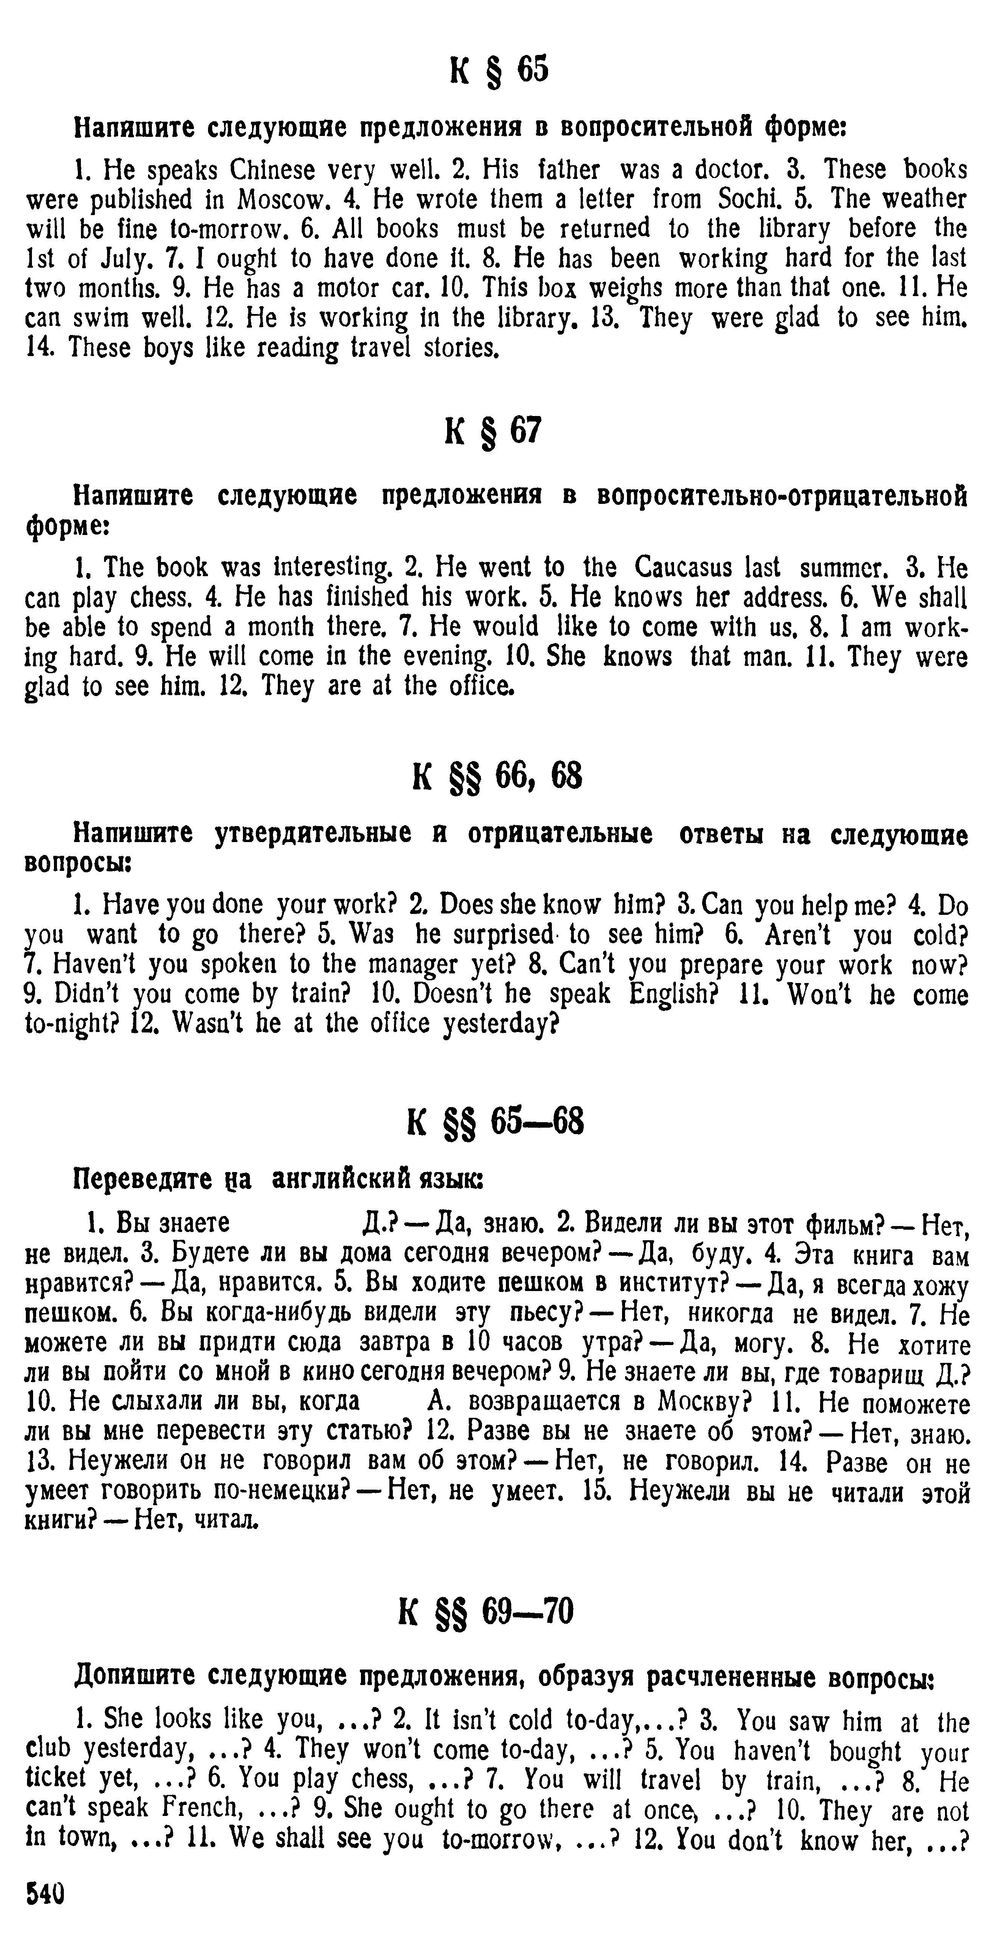 К § 65
Напишите следующие предложения в вопросительной форме:
1. He speaks Chinese very well. 2. His father was a doctor. 3. These books
were published in Moscow. 4. He wrote them a letter from Sochi. 5. The weather
will be fine to-morrow. 6. All books must be returned to the library before the
1st of July. 7. I ought to have done it. 8. He has been working hard for the last
two months. 9. He has a motor car. 10. This box weighs more than that one. 11. He
can swim well. 12. He is working in the library. 13. They were glad to see him.
14. These boys like reading travel stories.
К § 67
Напишите следующие предложения в вопросительно-отрицательной
форме:
1. The book was interesting. 2. He went to the Caucasus last summer. 3. He
can play chess. 4. He has finished his work. 5. He knows her address. 6. We shall
be able to spend a month there. 7. He would like to come with us. 8. I am work-
ing hard. 9. He will come in the evening. 10. She knows that man. 11. They were
glad to see him. 12. They are at the office.
К §§ 66, 68
Напишите утвердительные и отрицательные ответы на следующие
вопросы:
1. Have you done your work? 2. Does she know him? 3. Can you help me? 4. Do
you want to go there? 5. Was he surprised to see him? 6. Aren't you cold?
7. Haven't you spoken to the manager yet? 8. Can't you prepare your work now?
9. Didn't you come by train? 10. Doesn't he speak English? 11. Won't he come
to-night? 12. Wasn't he at the office yesterday?
К §§ 65—68
Переведите на английский язык:
1. Вы знаете Д.? — Да, знаю. 2. Видели ли вы этот фильм? — Нет,
не видел. 3. Будете ли вы дома сегодня вечером? — Да, буду. 4. Эта книга вам
нравится? — Да, нравится. 5. Вы ходите пешком в институт? — Да, я всегда хожу
пешком. 6. Вы когда-нибудь видели эту пьесу? — Нет, никогда не видел. 7. Не
можете ли вы придти сюда завтра в 10 часов утра? — Да, могу. 8. Не хотите
ли вы пойти со мной в кино сегодня вечером? 9. Не знаете ли вы, где товарищ Д.?
10. Не слыхали ли вы, когда А. возвращается в Москву? 11. Не поможете
ли вы мне перевести эту статью? 12. Разве вы не знаете об этом? — Нет, знаю.
13. Неужели он не говорил вам об этом? — Нет, не говорил. 14. Разве он не
умеет говорить по-немецки? — Нет, не умеет. 15. Неужели вы не читали этой
книги? — Нет, читал.
К §§ 69—70
Допишите следующие предложения, образуя расчлененные вопросы:
1. She looks like you, ...? 2. It isn't cold to-day,...? 3. You saw him at the
club yesterday, ...? 4. They won't come to-day, ...? 5. You haven't bought your
ticket yet, ...? 6. You play chess, ...? 7. You will travel by train, ...? 8. He
can't speak French, ...? 9. She ought to go there at once, ...? 10. They are not
in town, ...? 11. We shall see you to-morrow, ...? 12. You don't know her, ...?
540